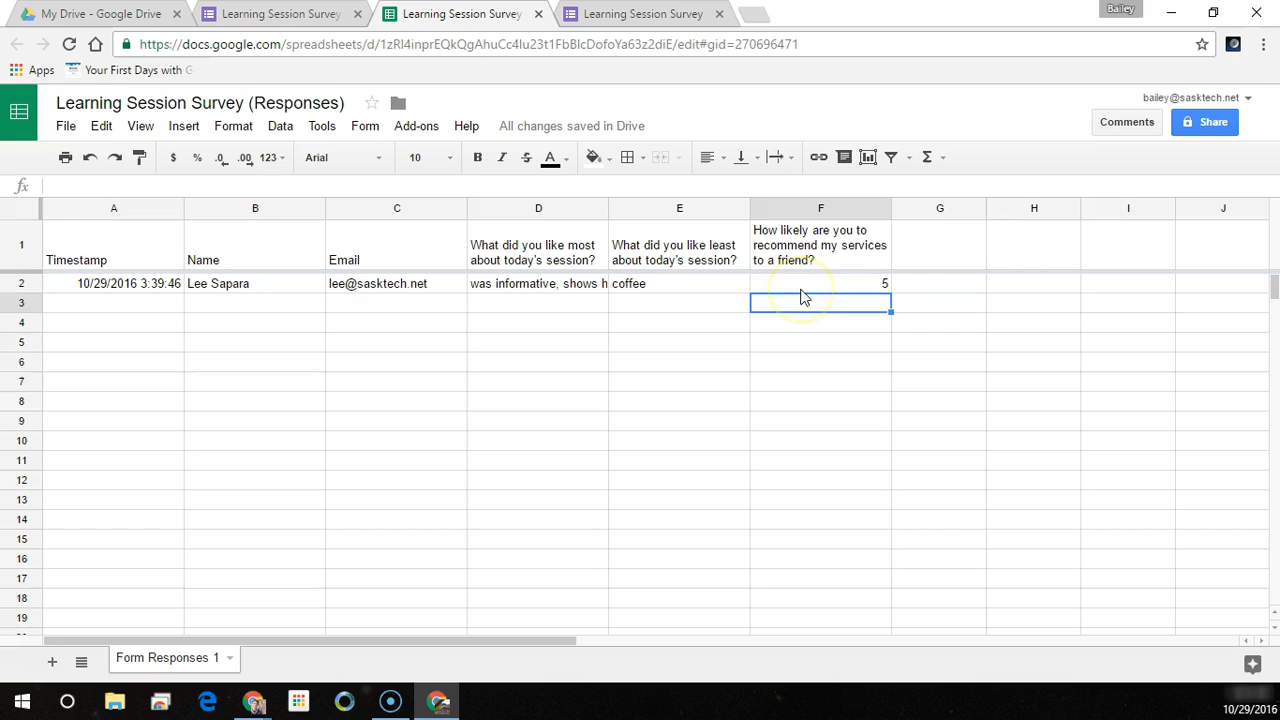 My Drive - Google Drive
Learning Session Survey
Learning Session Survey
Learning Session Survey
Bailey
https://docs.google.com/spreadsheets/d/1zRl4inprEQkQgAhuCc4lv23t1FbBlcDofoYa63z2diE/edit#gid=270696471
Apps
Your First Days with G
Learning Session Survey (Responses)
bailey@sasktech.net
File Edit View Insert Format Data Tools Form Add-ons Help All changes saved in Drive
Comments
Share
$ % .0 .00 123 Arial 10 B I S A Σ
fx
A B C D E F G H I J
1
Timestamp
Name
Email
What did you like most
about today's session?
What did you like least
about today's session?
How likely are you to
recommend my services
to a friend?
2 10/29/2016 3:39:46 Lee Sapara lee@sasktech.net was informative, shows h coffee 5
3
4
5
6
7
8
9
10
11
12
13
14
15
16
17
18
19
Form Responses 1
10/29/2016